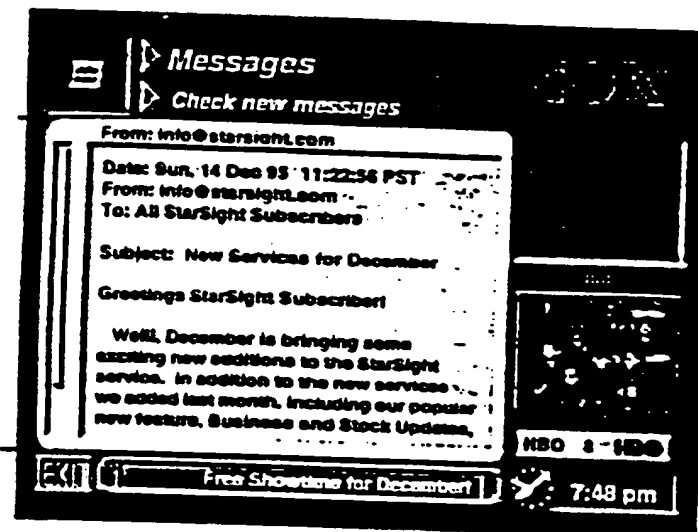 Messages
Check new messages
From: info@starsight.com
Date: Sun, 14 Dec 95 11:22:56 PST
From: info@starsight.com
To: All StarSight Subscribers
Subject: New Services for December
Greetings StarSight Subscriber!
Well, December is bringing some
exciting new additions to the StarSight
service. In addition to the new services
we added last month, including our popular
new feature, Business and Stock Updates,
HBO 8 - HBO
EXIT i Free Showtime for December! 7:48 pm